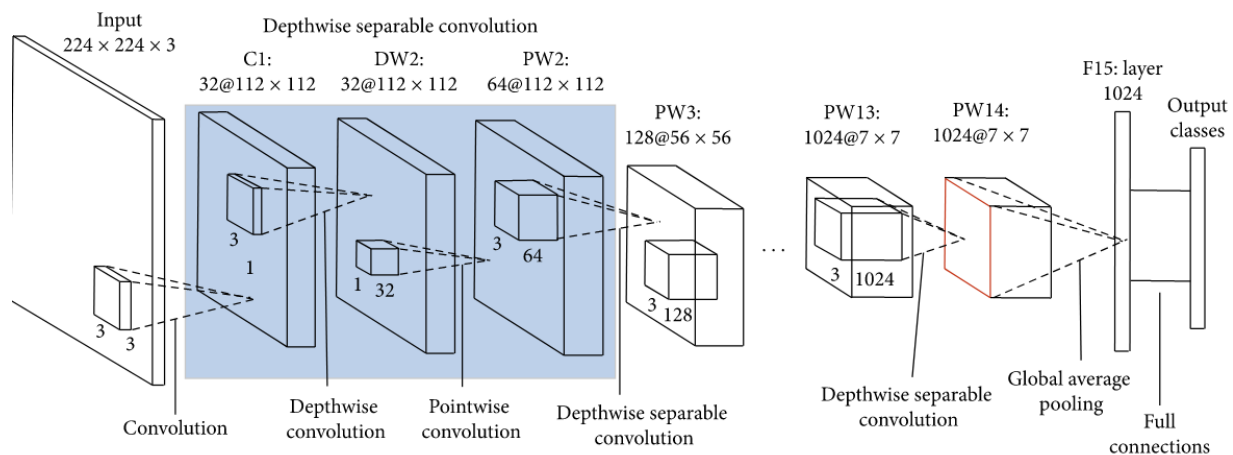 Input
224 × 224 × 3
Depthwise separable convolution
C1:
32@112 × 112
DW2:
32@112 × 112
PW2:
64@112 × 112
PW3:
128@56 × 56
PW13:
1024@7 × 7
PW14:
1024@7 × 7
F15: layer
1024
Output
classes
3
3
3
1
1
32
3
64
3
128
...
3
1024
Convolution
Depthwise
convolution
Pointwise
convolution
Depthwise separable
convolution
Depthwise separable
convolution
Global average
pooling
Full
connections